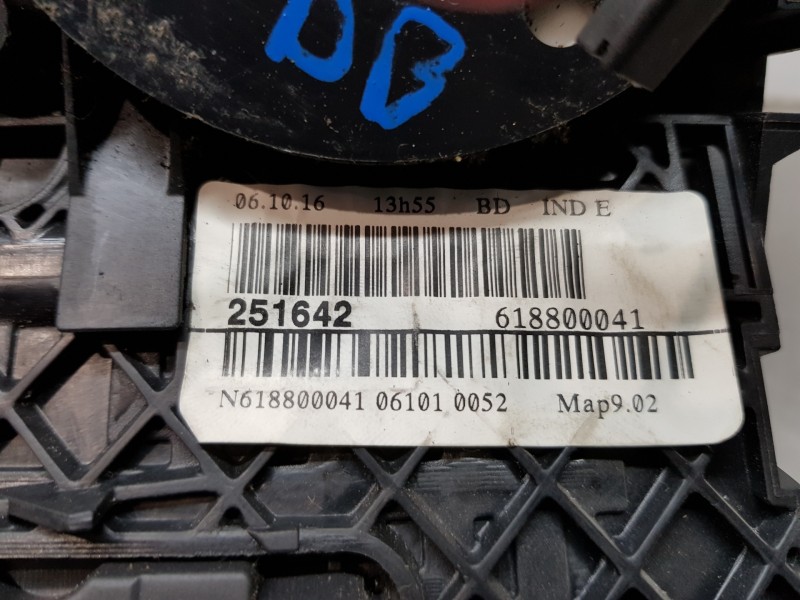 DB
06.10.16 13h55 BD IND E
251642 618800041
N618800041 06101 0052 Map9.02